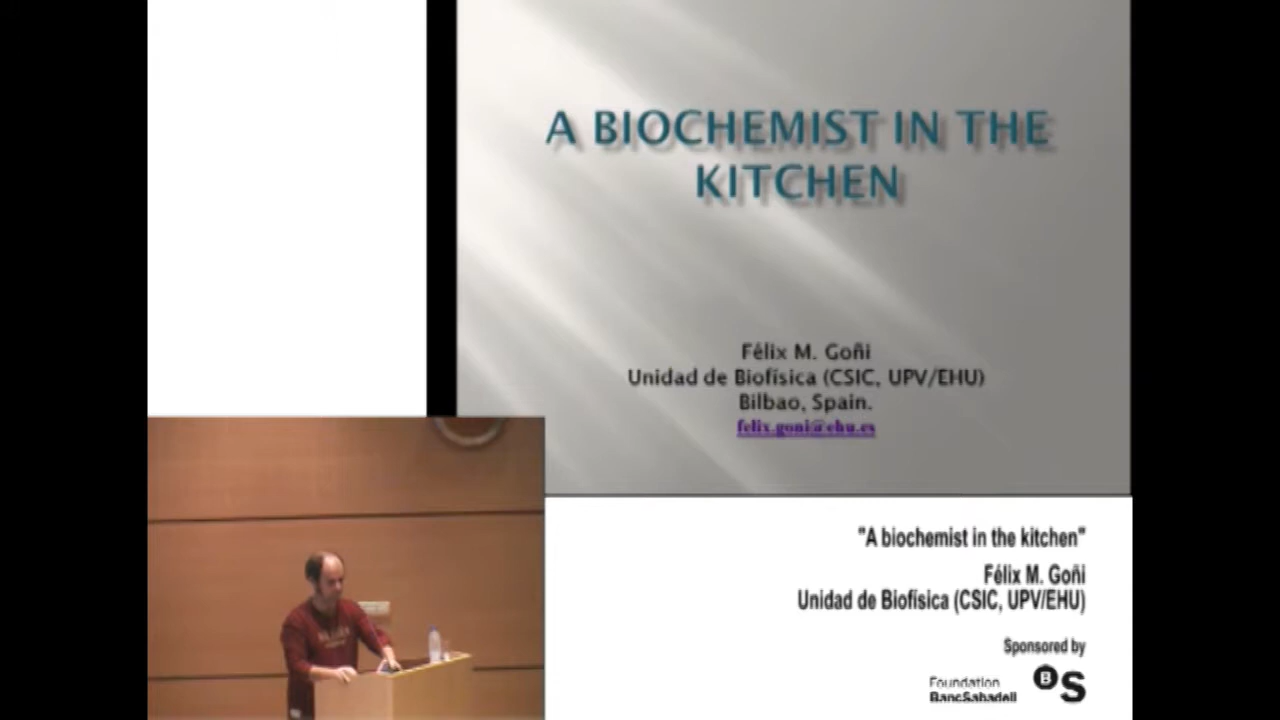 A BIOCHEMIST IN THE
KITCHEN
Félix M. Goñi
Unidad de Biofísica (CSIC, UPV/EHU)
Bilbao, Spain.
felix.goni@ehu.es
"A biochemist in the kitchen"
Félix M. Goñi
Unidad de Biofísica (CSIC, UPV/EHU)
Sponsored by
Foundation
BancSabadell
B S